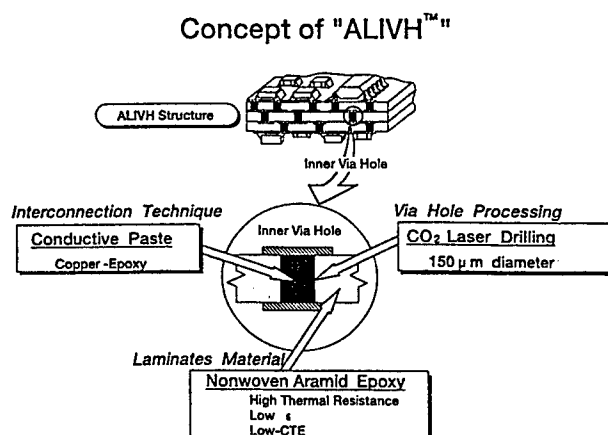 Concept of "ALIVH™"
ALIVH Structure
Inner Via Hole
Interconnection Technique
Conductive Paste
Copper-Epoxy
Inner Via Hole
Via Hole Processing
CO₂ Laser Drilling
150 μm diameter
Laminates Material
Nonwoven Aramid Epoxy
High Thermal Resistance
Low ε
Low-CTE